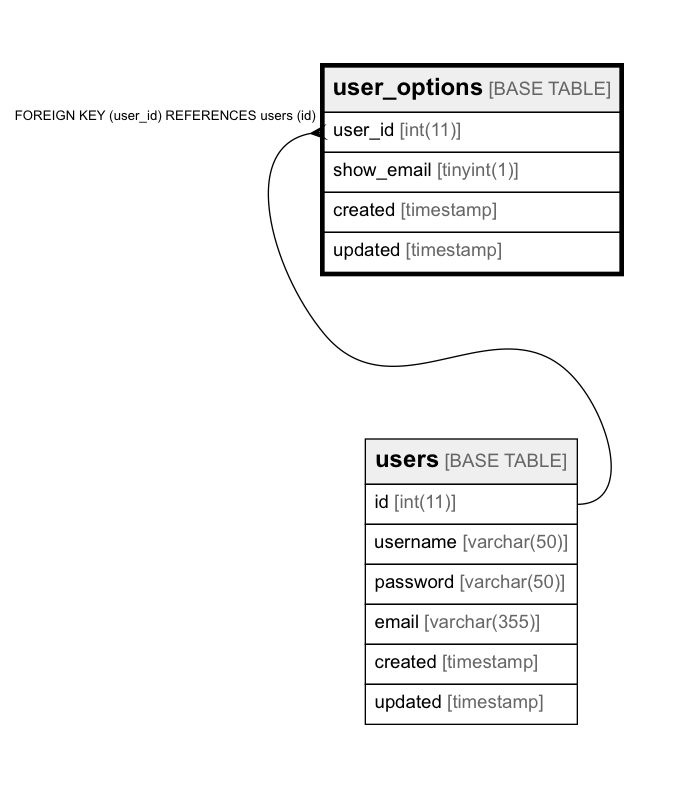 user_options [BASE TABLE]
FOREIGN KEY (user_id) REFERENCES users (id)
user_id [int(11)]
show_email [tinyint(1)]
created [timestamp]
updated [timestamp]
users [BASE TABLE]
id [int(11)]
username [varchar(50)]
password [varchar(50)]
email [varchar(355)]
created [timestamp]
updated [timestamp]